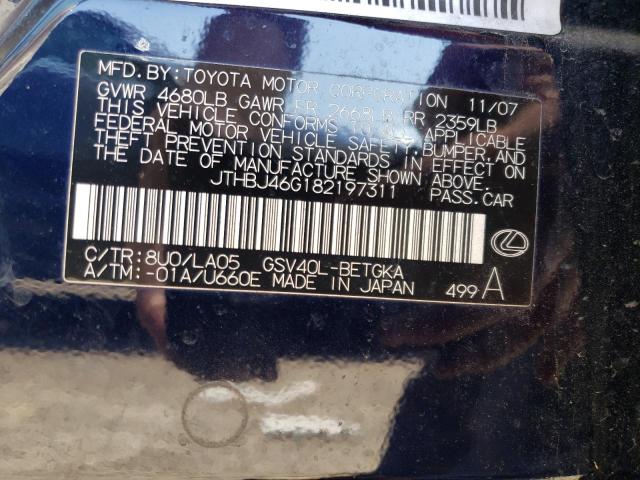 MFD. BY: TOYOTA MOTOR CORPORATION 11/07
GVWR 4680LB GAWR FR 2668LB RR 2359LB
THIS VEHICLE CONFORMS TO ALL APPLICABLE
FEDERAL MOTOR VEHICLE SAFETY, BUMPER, AND
THEFT PREVENTION STANDARDS IN EFFECT ON
THE DATE OF MANUFACTURE SHOWN ABOVE.
JTHBJ46G182197311 PASS.CAR
C/TR: 8U0/LA05 GSV40L-BETGKA
A/TM: -01A/U660E MADE IN JAPAN 499 A